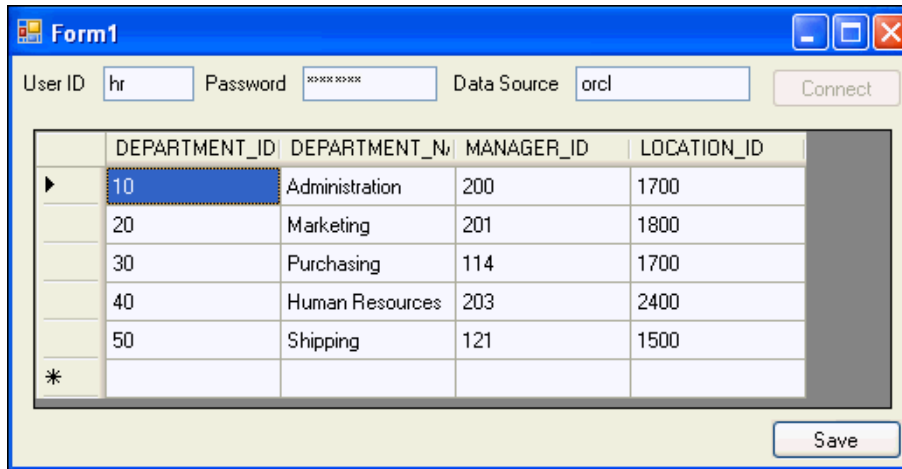 Form1
User ID hr Password ******** Data Source orcl Connect
DEPARTMENT_ID DEPARTMENT_N MANAGER_ID LOCATION_ID
10 Administration 200 1700
20 Marketing 201 1800
30 Purchasing 114 1700
40 Human Resources 203 2400
50 Shipping 121 1500
*
Save